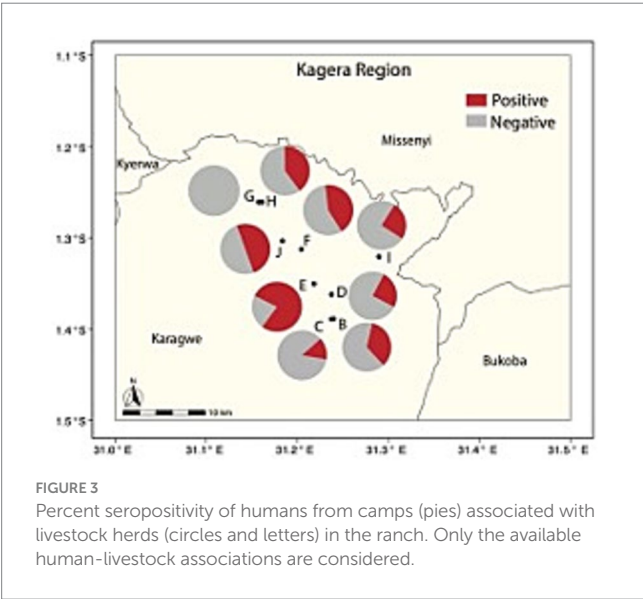 1.1°S
Kagera Region
Positive
Negative
Missenyi
1.2°S
Kyerwa
G H
1.3°S
J F
I
E D
1.4°S
C B
Karagwe
Bukoba
N
10 km
1.5°S
31.0°E 31.1°E 31.2°E 31.3°E 31.4°E 31.5°E
FIGURE 3
Percent seropositivity of humans from camps (pies) associated with
livestock herds (circles and letters) in the ranch. Only the available
human-livestock associations are considered.